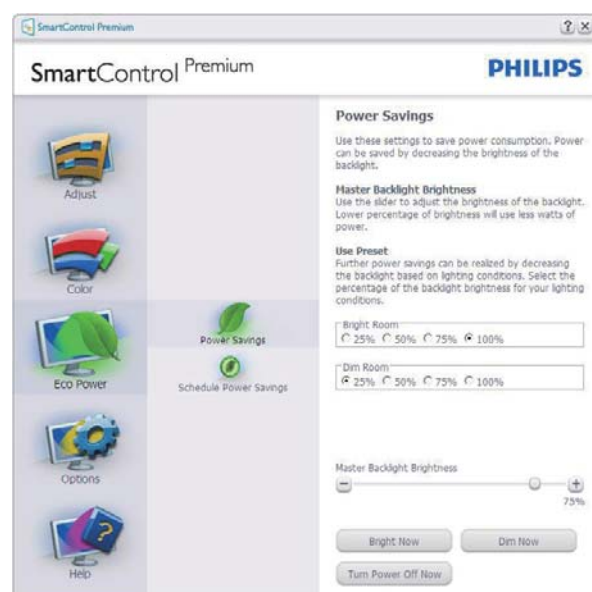 SmartControl Premium
? ×
SmartControl Premium
PHILIPS
Adjust
Color
Eco Power
Options
Help
Power Savings
Schedule Power Savings
Power Savings
Use these settings to save power consumption. Power
can be saved by decreasing the brightness of the
backlight.
Master Backlight Brightness
Use the slider to adjust the brightness of the backlight.
Lower percentage of brightness will use less watts of
power.
Use Preset
Further power savings can be realized by decreasing
the backlight based on lighting conditions. Select the
percentage of the backlight brightness for your lighting
conditions.
Bright Room
25% 50% 75% 100%
Dim Room
25% 50% 75% 100%
Master Backlight Brightness
75%
Bright Now Dim Now
Turn Power Off Now